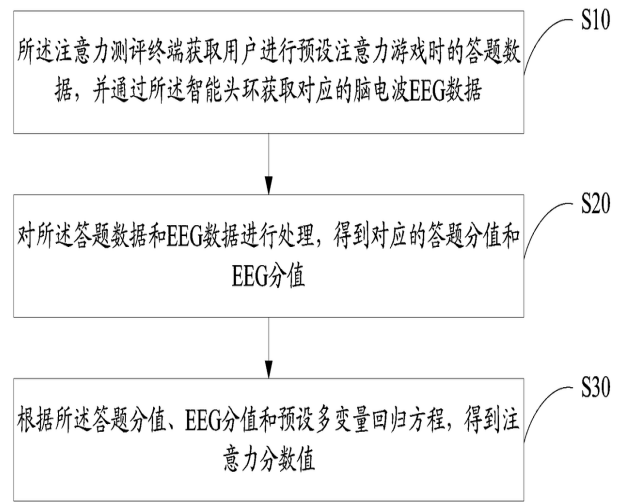 S10
所述注意力测评终端获取用户进行预设注意力游戏时的答题数
据，并通过所述智能头环获取对应的脑电波EEG数据
S20
对所述答题数据和EEG数据进行处理，得到对应的答题分值和
EEG分值
S30
根据所述答题分值、EEG分值和预设多变量回归方程，得到注
意力分数值